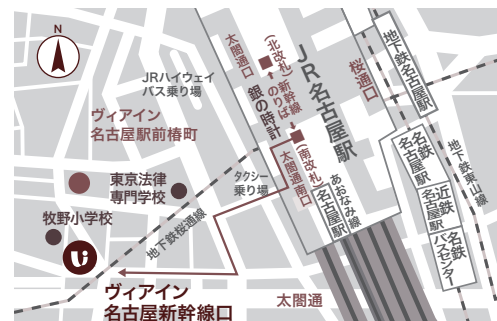 N
太閤通口
(北改札)
新幹線
のりば
(南改札)
銀の時計
JR名古屋駅
桜通口
地下鉄名古屋駅
JRハイウェイ
バス乗り場
ヴィアイン
名古屋駅前椿町
東京法律
専門学校
タクシー
乗り場
太閤通南口
あおなみ線
名古屋駅
名鉄
名古屋駅
近鉄
名古屋駅
名鉄
バスセンター
地下鉄東山線
牧野小学校
地下鉄桜通線
ヴィアイン
名古屋新幹線口
太閤通